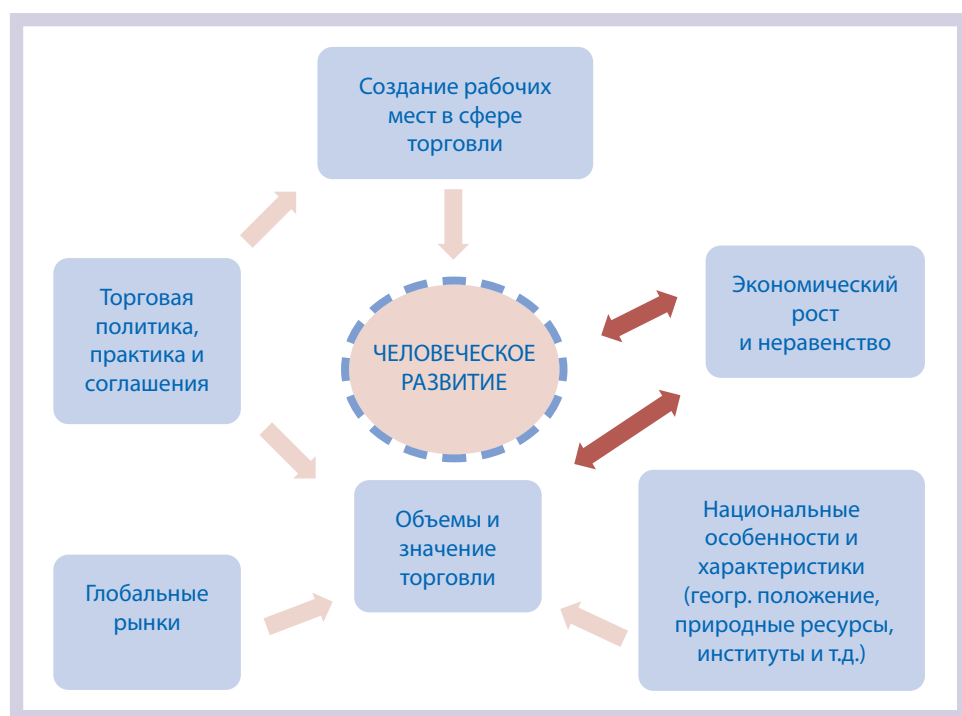 Создание рабочих
мест в сфере
торговли
Торговая
политика,
практика и
соглашения
Экономический
рост
и неравенство
ЧЕЛОВЕЧЕСКОЕ
РАЗВИТИЕ
Объемы и
значение
торговли
Национальные
особенности и
характеристики
(геогр. положение,
природные ресурсы,
институты и т.д.)
Глобальные
рынки